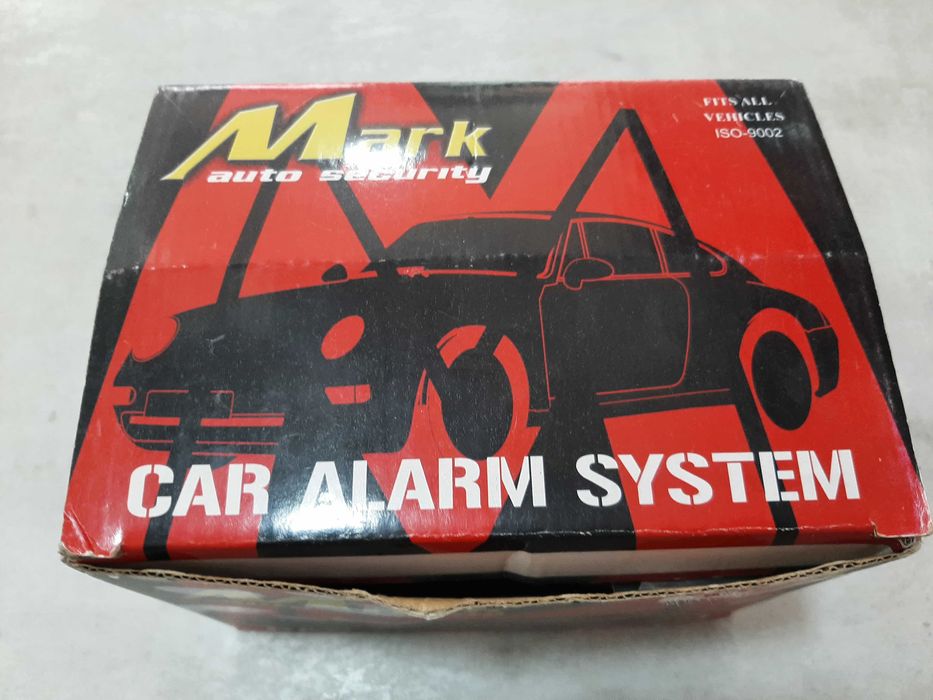 Mark
auto security
FITS ALL
VEHICLES
ISO-9002
CAR ALARM SYSTEM